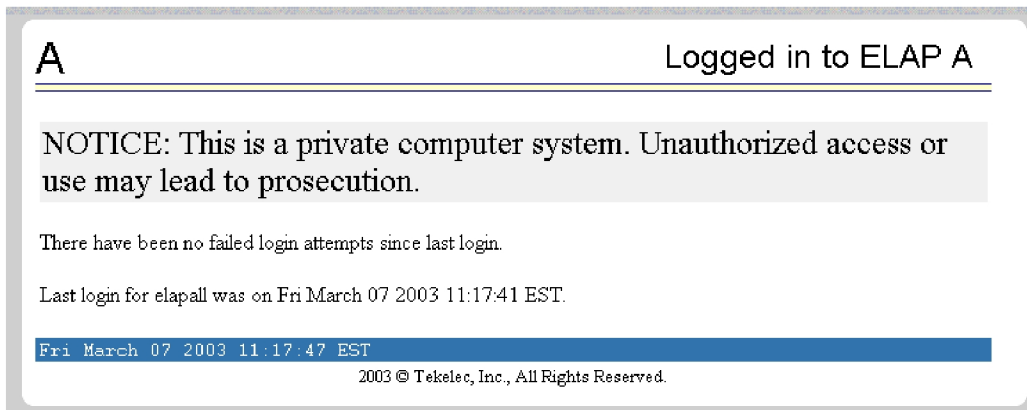 A
Logged in to ELAP A
NOTICE: This is a private computer system. Unauthorized access or
use may lead to prosecution.
There have been no failed login attempts since last login.
Last login for elapall was on Fri March 07 2003 11:17:41 EST.
Fri March 07 2003 11:17:47 EST
2003 © Tekelec, Inc., All Rights Reserved.